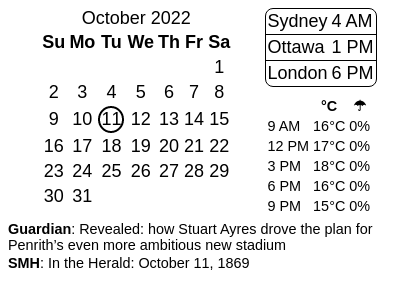 October 2022
Su Mo Tu We Th Fr Sa
1
2 3 4 5 6 7 8
9 10 11 12 13 14 15
16 17 18 19 20 21 22
23 24 25 26 27 28 29
30 31
Sydney 4 AM
Ottawa 1 PM
London 6 PM
°C ☂
9 AM 16°C 0%
12 PM 17°C 0%
3 PM 18°C 0%
6 PM 16°C 0%
9 PM 15°C 0%
Guardian: Revealed: how Stuart Ayres drove the plan for
Penrith’s even more ambitious new stadium
SMH: In the Herald: October 11, 1869